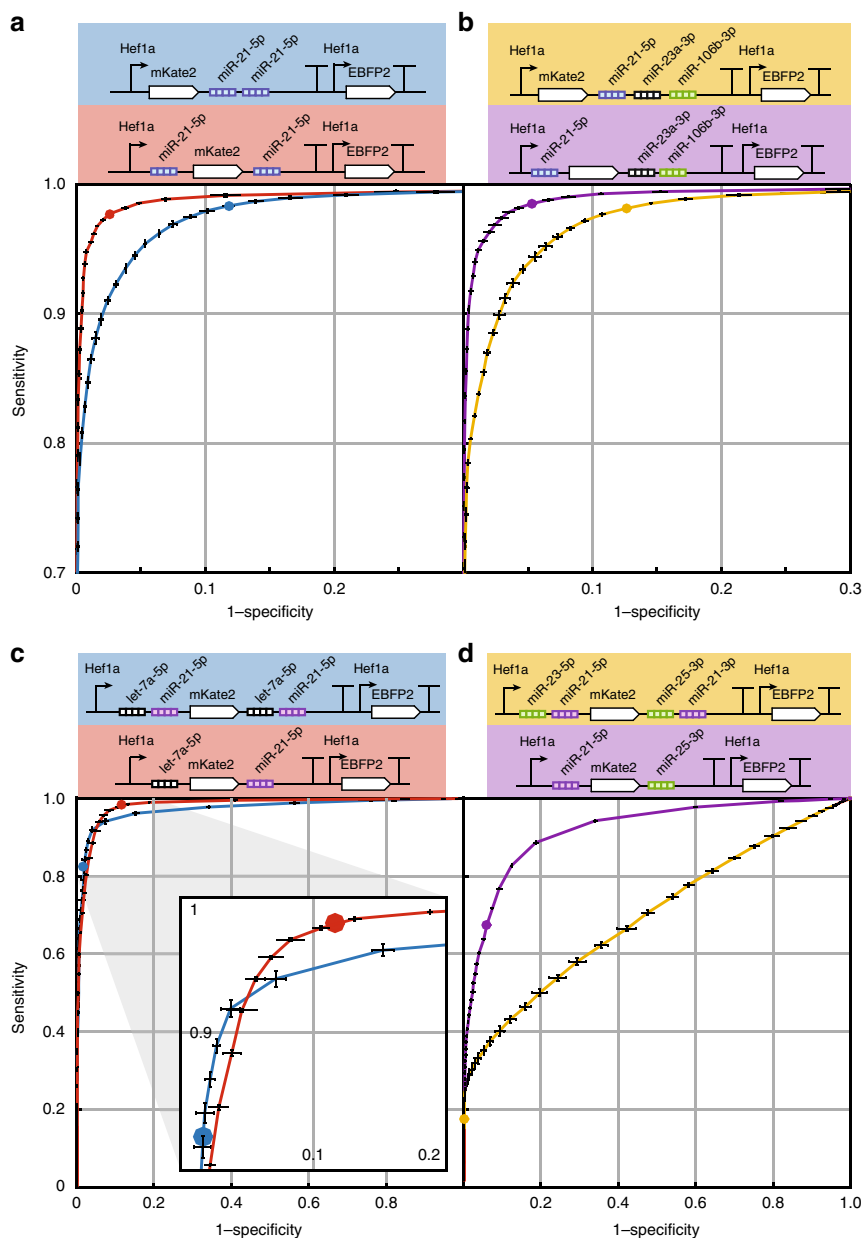 a
Hef1a
mKate2
miR-21-5p
miR-21-5p
Hef1a
EBFP2
Hef1a
miR-21-5p
mKate2
miR-21-5p
Hef1a
EBFP2
b
Hef1a
mKate2
miR-21-5p
miR-23a-3p
miR-106b-3p
Hef1a
EBFP2
Hef1a
miR-21-5p
mKate2
miR-23a-3p
miR-106b-3p
Hef1a
EBFP2
1.0
0.9
0.8
0.7
Sensitivity
0 0.1 0.2
1–specificity
0.1 0.2 0.3
1–specificity
c
Hef1a
let-7a-5p
miR-21-5p
mKate2
let-7a-5p
miR-21-5p
Hef1a
EBFP2
Hef1a
let-7a-5p
mKate2
miR-21-5p
Hef1a
EBFP2
d
Hef1a
miR-23-5p
miR-21-5p
mKate2
miR-25-3p
miR-21-3p
Hef1a
EBFP2
Hef1a
miR-21-5p
mKate2
miR-25-3p
Hef1a
EBFP2
1.0
0.8
0.6
0.4
0.2
0
Sensitivity
1
0.9
0.1 0.2
0 0.2 0.4 0.6 0.8
1–specificity
0.2 0.4 0.6 0.8 1.0
1–specificity